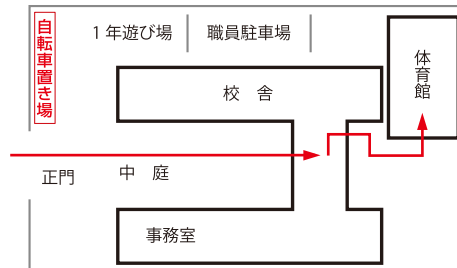 自転車置き場
1年遊び場
職員駐車場
体育館
校 舎
正門
中 庭
事務室